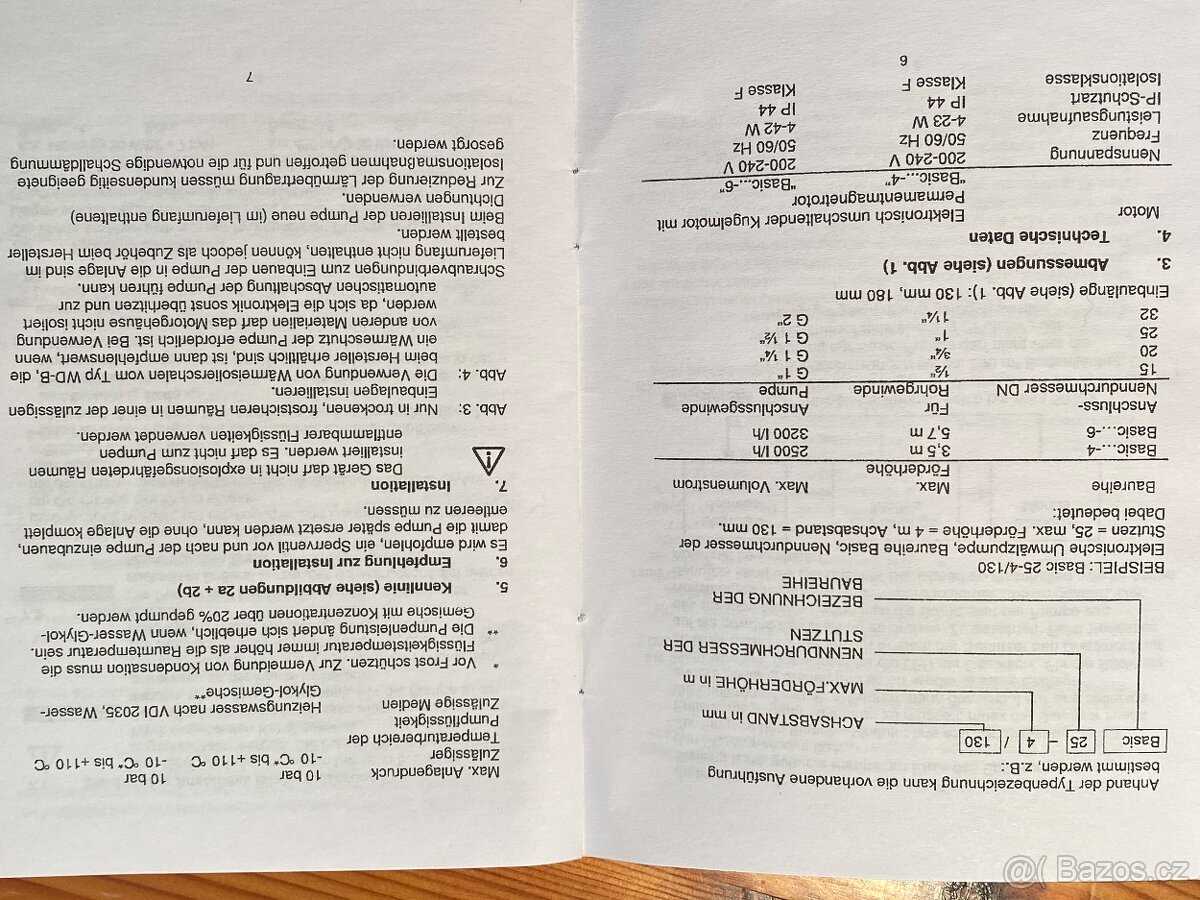 Anhand der Typenbezeichnung kann die vorhandene Ausführung
bestimmt werden, z.B.:
Basic 25 - 4 / 130
ACHSABSTAND in mm
MAX.FÖRDERHÖHE in m
NENNDURCHMESSER DER
STUTZEN
BEZEICHNUNG DER
BAUREIHE
BEISPIEL: Basic 25-4/130
Elektronische Umwälzpumpe, Baureihe Basic, Nenndurchmesser der
Stutzen = 25, max. Förderhöhe = 4 m, Achsabstand = 130 mm.
Dabei bedeutet:
Baureihe Max. Max. Volumenstrom
Förderhöhe
Basic...-4 3,5 m 2500 l/h
Basic...-6 5,7 m 3200 l/h
Anschluss- Für Anschlussgewinde
Nenndurchmesser DN Rohrgewinde Pumpe
15 ½" G 1"
20 ¾" G 1 ¼"
25 1" G 1 ½"
32 1¼" G 2"
Einbaulänge (siehe Abb. 1): 130 mm, 180 mm
3. Abmessungen (siehe Abb. 1)
4. Technische Daten
Motor Elektronisch umschaltender Kugelmotor mit
Permamentmagnetrotor
"Basic...-4" "Basic...-6"
Nennspannung 200-240 V 200-240 V
Frequenz 50/60 Hz 50/60 Hz
Leistungsaufnahme 4-23 W 4-42 W
IP-Schutzart IP 44 IP 44
Isolationsklasse Klasse F Klasse F
6
Max. Anlagendruck 10 bar 10 bar
Zulässiger -10 °C* bis +110 °C -10 °C* bis +110 °C
Temperaturbereich der
Pumpflüssigkeit
Zulässige Medien Heizungswasser nach VDI 2035, Wasser-
Glykol-Gemische**
* Vor Frost schützen. Zur Vermeidung von Kondensation muss die
Flüssigkeitstemperatur immer höher als die Raumtemperatur sein.
** Die Pumpenleistung ändert sich erheblich, wenn Wasser-Glykol-
Gemische mit Konzentrationen über 20% gepumpt werden.
5. Kennlinie (siehe Abbildungen 2a + 2b)
6. Empfehlung zur Installation
Es wird empfohlen, ein Sperrventil vor und nach der Pumpe einzubauen,
damit die Pumpe später ersetzt werden kann, ohne die Anlage komplett
entleeren zu müssen.
7. Installation
Das Gerät darf nicht in explosionsgefährdeten Räumen
installiert werden. Es darf nicht zum Pumpen
entflammbarer Flüssigkeiten verwendet werden.
Abb. 3: Nur in trockenen, frostsicheren Räumen in einer der zulässigen
Einbaulagen installieren.
Abb. 4: Die Verwendung von Wärmeisolierschalen vom Typ WD-B, die
beim Hersteller erhältlich sind, ist dann empfehlenswert, wenn
ein Wärmeschutz der Pumpe erforderlich ist. Bei Verwendung
von anderen Materialien darf das Motorgehäuse nicht isoliert
werden, da sich die Elektronik sonst überhitzen und zur
automatischen Abschaltung der Pumpe führen kann.
Schraubverbindungen zum Einbauen der Pumpe in die Anlage sind im
Lieferumfang nicht enthalten, können jedoch als Zubehör beim Hersteller
bestellt werden.
Beim Installieren der Pumpe neue (im Lieferumfang enthaltene)
Dichtungen verwenden.
Zur Reduzierung der Lärmübertragung müssen kundenseitig geeignete
Isolationsmaßnahmen getroffen und für die notwendige Schalldämmung
gesorgt werden.
7
Bazos.cz